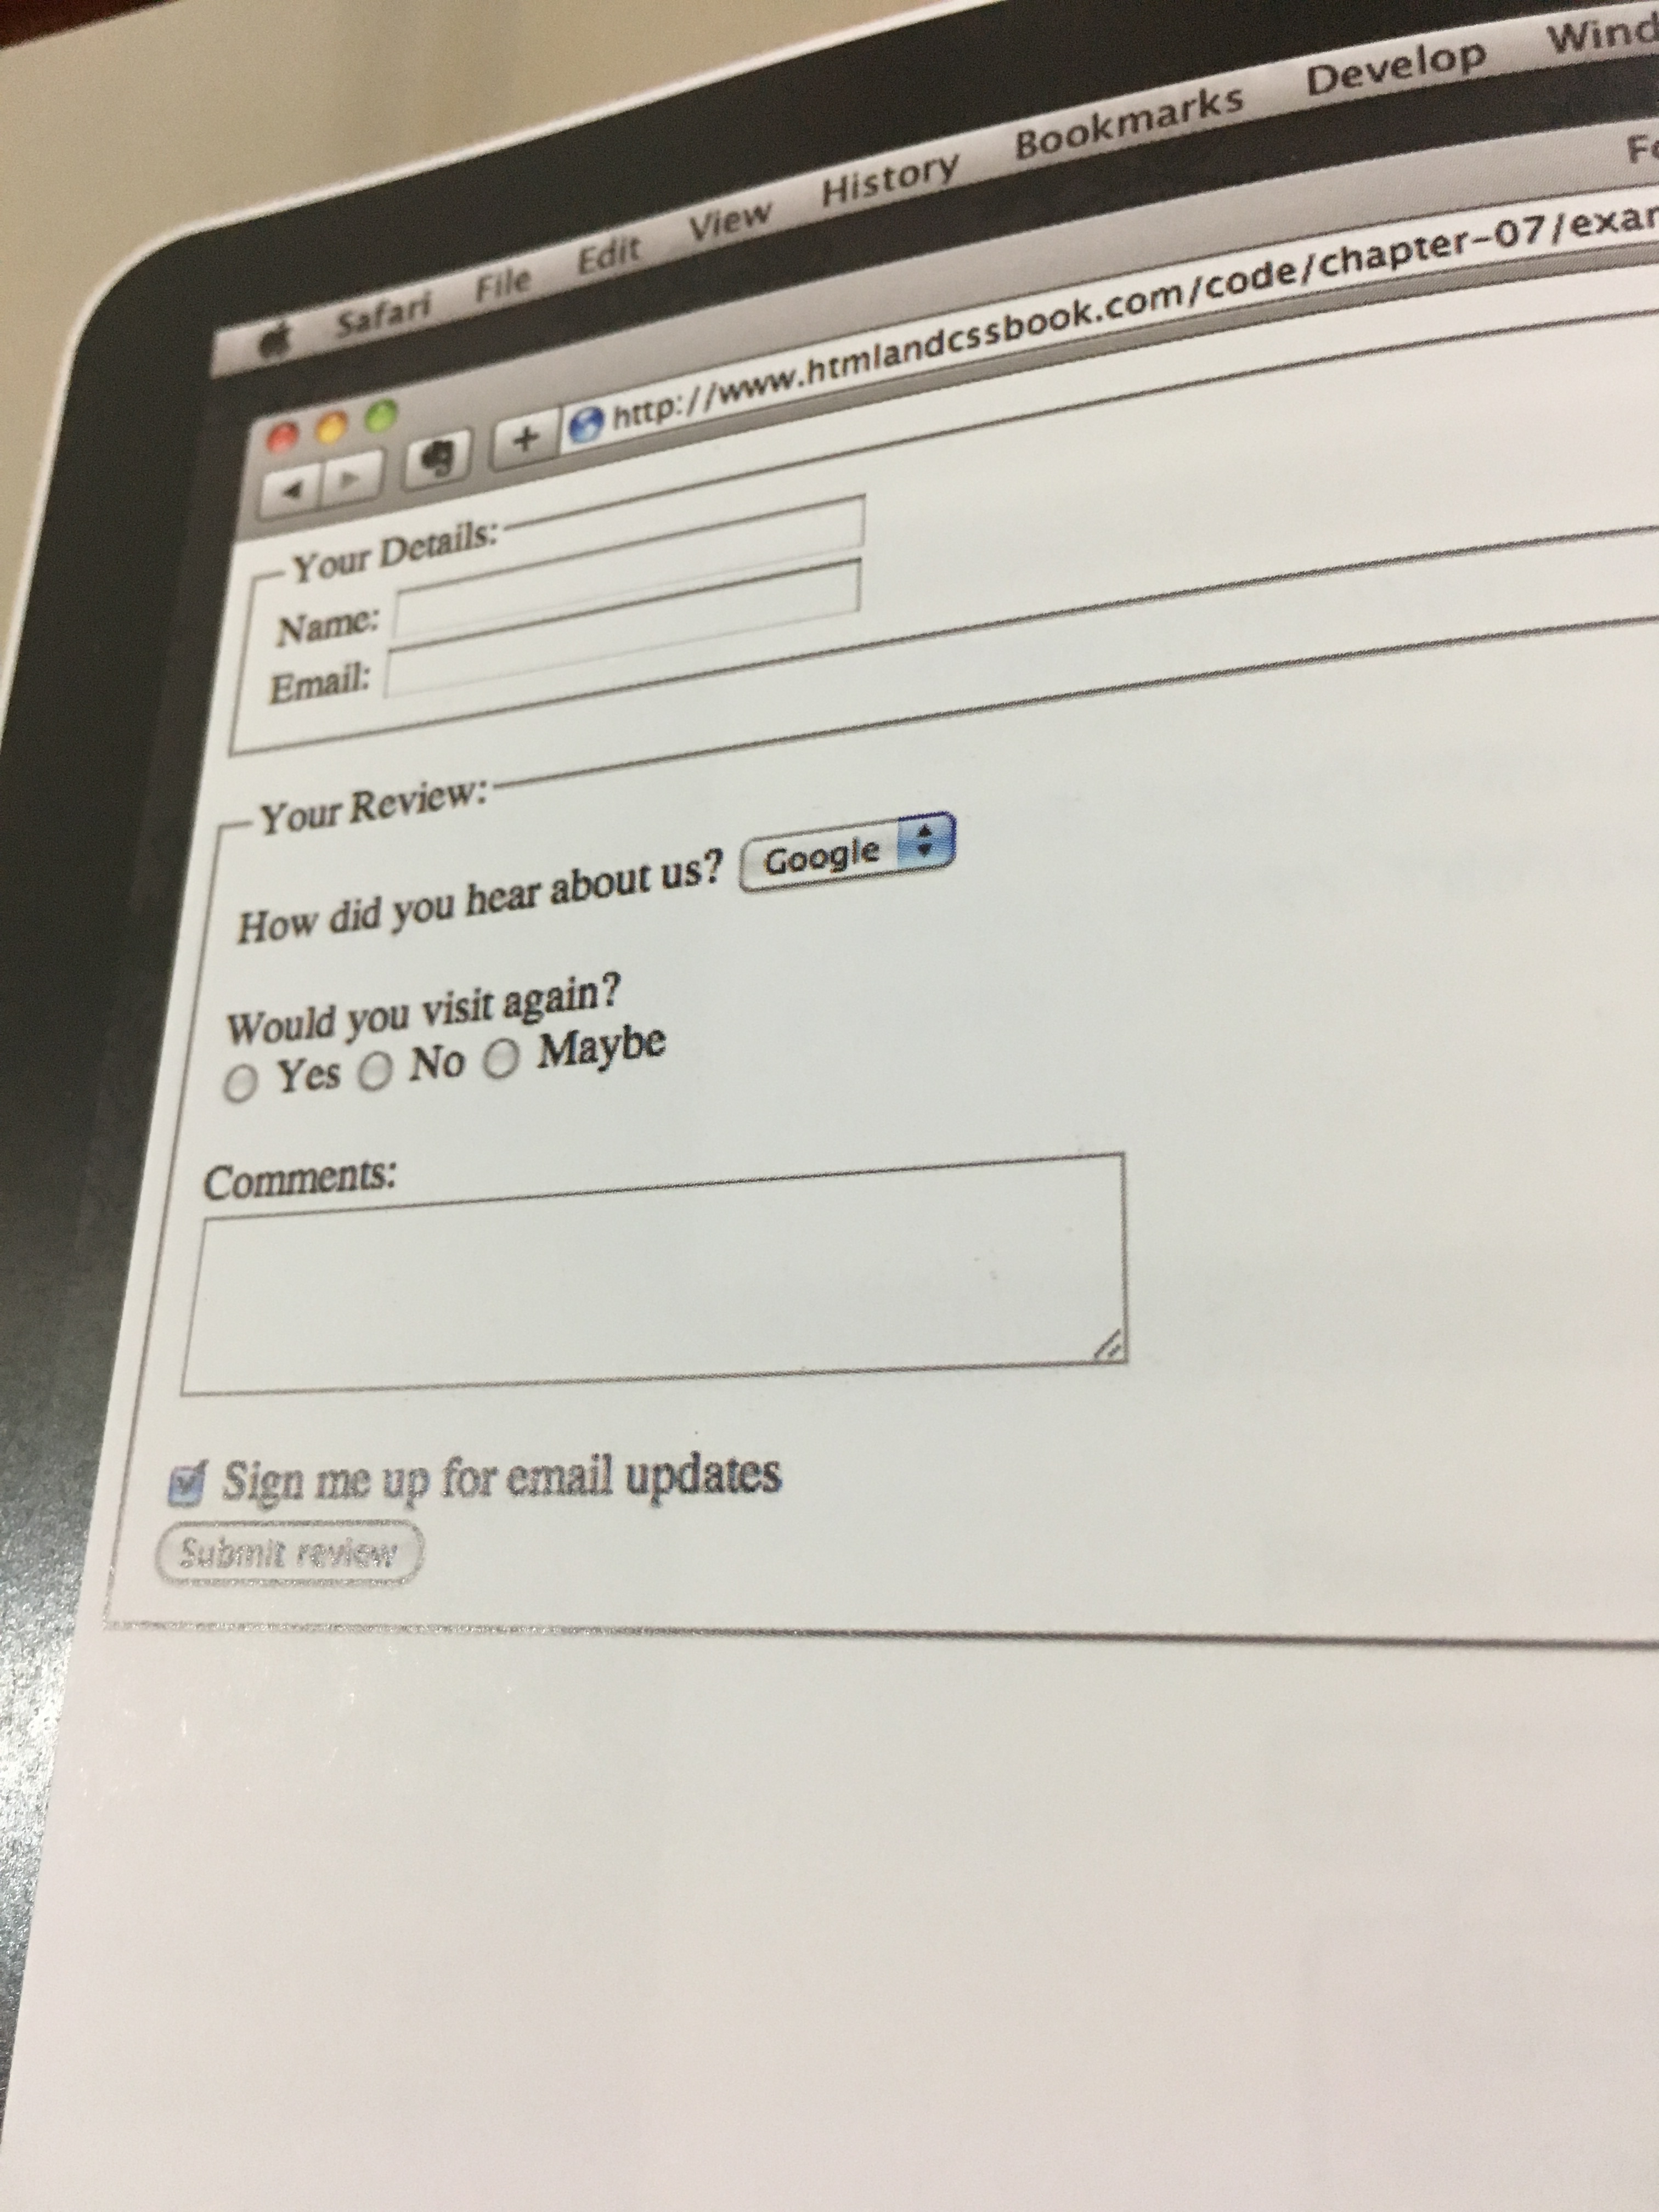 Safari File Edit View History Bookmarks Develop Wind
http://www.htmlandcssbook.com/code/chapter-07/exar
Your Details:
Name:
Email:
Your Review:
How did you hear about us? Google
Would you visit again?
Yes No Maybe
Comments:
Sign me up for email updates
Submit review